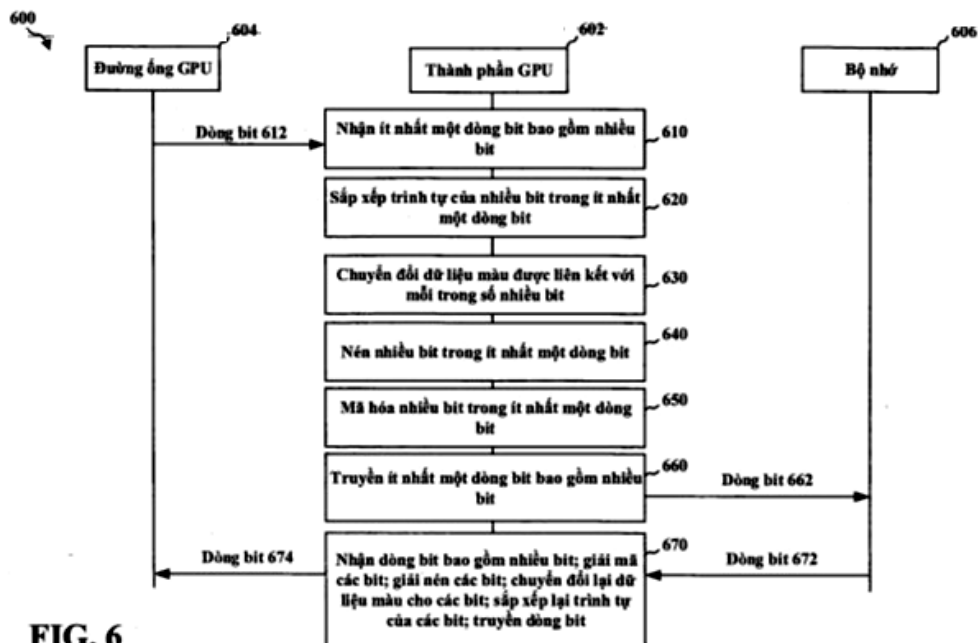 600
604
602
606
Đường ống GPU
Thành phần GPU
Bộ nhớ
Dòng bit 612
Nhận ít nhất một dòng bit bao gồm nhiều
bit
610
Sắp xếp trình tự của nhiều bit trong ít nhất
một dòng bit
620
Chuyển đổi dữ liệu màu được liên kết với
mỗi trong số nhiều bit
630
Nén nhiều bit trong ít nhất một dòng bit
640
Mã hóa nhiều bit trong ít nhất một dòng
bit
650
Truyền ít nhất một dòng bit bao gồm nhiều
bit
660
Dòng bit 662
670
Dòng bit 674
Nhận dòng bit bao gồm nhiều bit; giải mã
các bit; giải nén các bit; chuyển đổi lại dữ
liệu màu cho các bit; sắp xếp lại trình tự
của các bit; truyền dòng bit
Dòng bit 672
FIG. 6